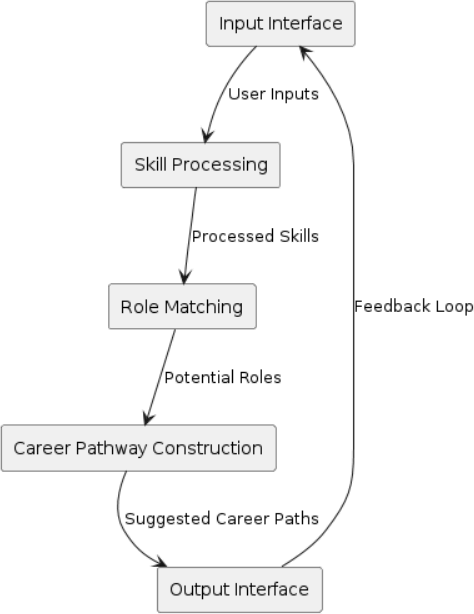 Input Interface
User Inputs
Skill Processing
Processed Skills
Role Matching
Feedback Loop
Potential Roles
Career Pathway Construction
Suggested Career Paths
Output Interface